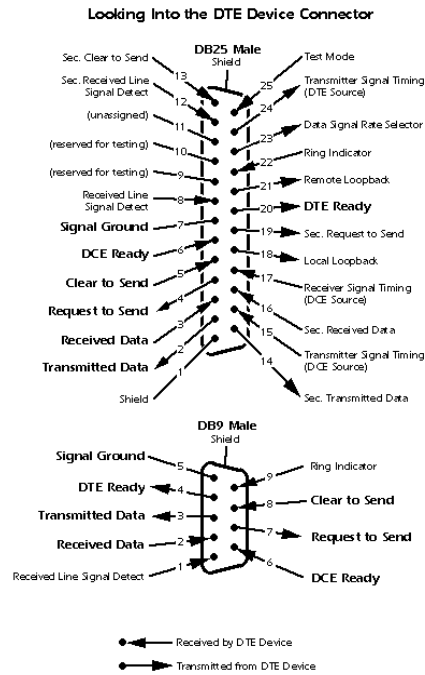 Looking Into the DTE Device Connector
DB25 Male
Shield
Sec. Clear to Send
13
Sec. Received Line
Signal Detect
12
(unassigned)
11
(reserved for testing)
10
(reserved for testing)
9
Received Line
Signal Detect
8
Signal Ground
7
DCE Ready
6
Clear to Send
5
Request to Send
4
Received Data
3
Transmitted Data
2
Shield
1
Test Mode
25
Transmitter Signal Timing
(DTE Source)
24
Data Signal Rate Selector
23
Ring Indicator
22
Remote Loopback
21
DTE Ready
20
Sec. Request to Send
19
Local Loopback
18
Receiver Signal Timing
(DCE Source)
17
Sec. Received Data
16
Transmitter Signal Timing
(DCE Source)
15
Sec. Transmitted Data
14
DB9 Male
Shield
Signal Ground
5
DTE Ready
4
Transmitted Data
3
Received Data
2
Received Line Signal Detect
1
Ring Indicator
9
Clear to Send
8
Request to Send
7
DCE Ready
6
Received by DTE Device
Transmitted from DTE Device